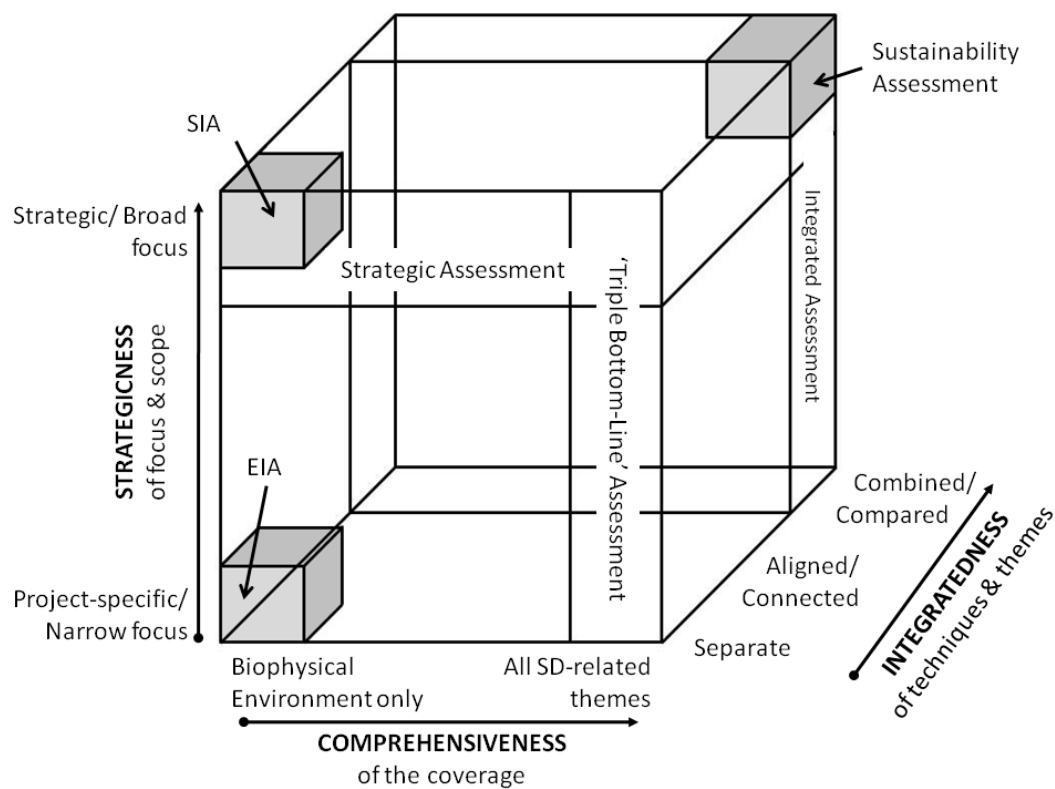 Sustainability
Assessment
SIA
Strategic/ Broad
focus
Strategic Assessment
'Triple Bottom-Line' Assessment
Integrated Assessment
STRATEGICNESS
of focus & scope
EIA
Project-specific/
Narrow focus
Combined/
Compared
Aligned/
Connected
Separate
INTEGRATEDNESS
of techniques & themes
Biophysical
Environment only
All SD-related
themes
COMPREHENSIVENESS
of the coverage